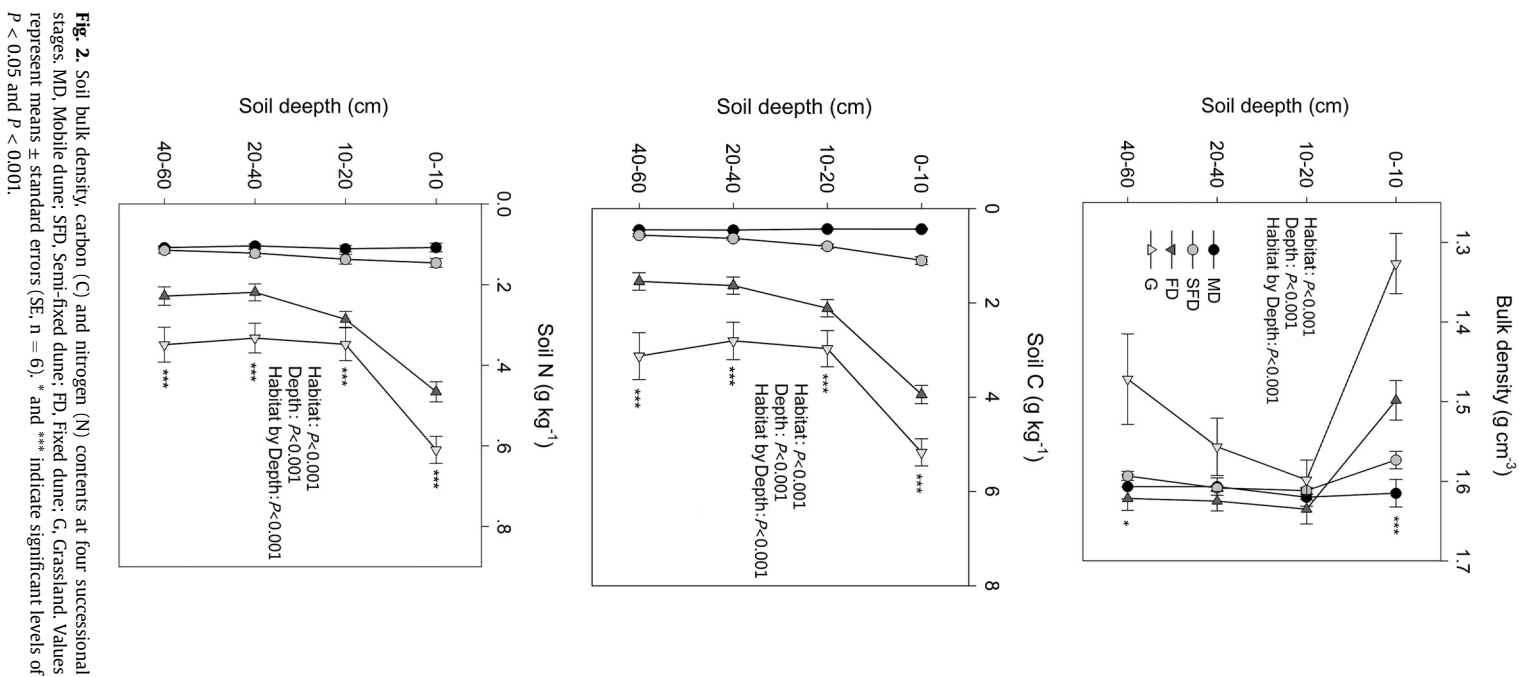 Bulk density (g cm⁻³)
1.3 1.4 1.5 1.6 1.7
Soil deepth (cm)
0-10
10-20
20-40
40-60
***
*
Habitat: P<0.001
Depth: P<0.001
Habitat by Depth:P<0.001
MD
SFD
FD
G
Soil C (g kg⁻¹)
0 2 4 6 8
Soil deepth (cm)
0-10
10-20
20-40
40-60
***
***
***
***
Habitat: P<0.001
Depth: P<0.001
Habitat by Depth:P<0.001
Soil N (g kg⁻¹)
0.0 .2 .4 .6 .8
Soil deepth (cm)
0-10
10-20
20-40
40-60
***
***
***
***
Habitat: P<0.001
Depth: P<0.001
Habitat by Depth:P<0.001
Fig. 2. Soil bulk density, carbon (C) and nitrogen (N) contents at four successional
stages. MD, Mobile dune; SFD, Semi-fixed dune; FD, Fixed dune; G, Grassland. Values
represent means ± standard errors (SE, n = 6). * and *** indicate significant levels of
P < 0.05 and P < 0.001.